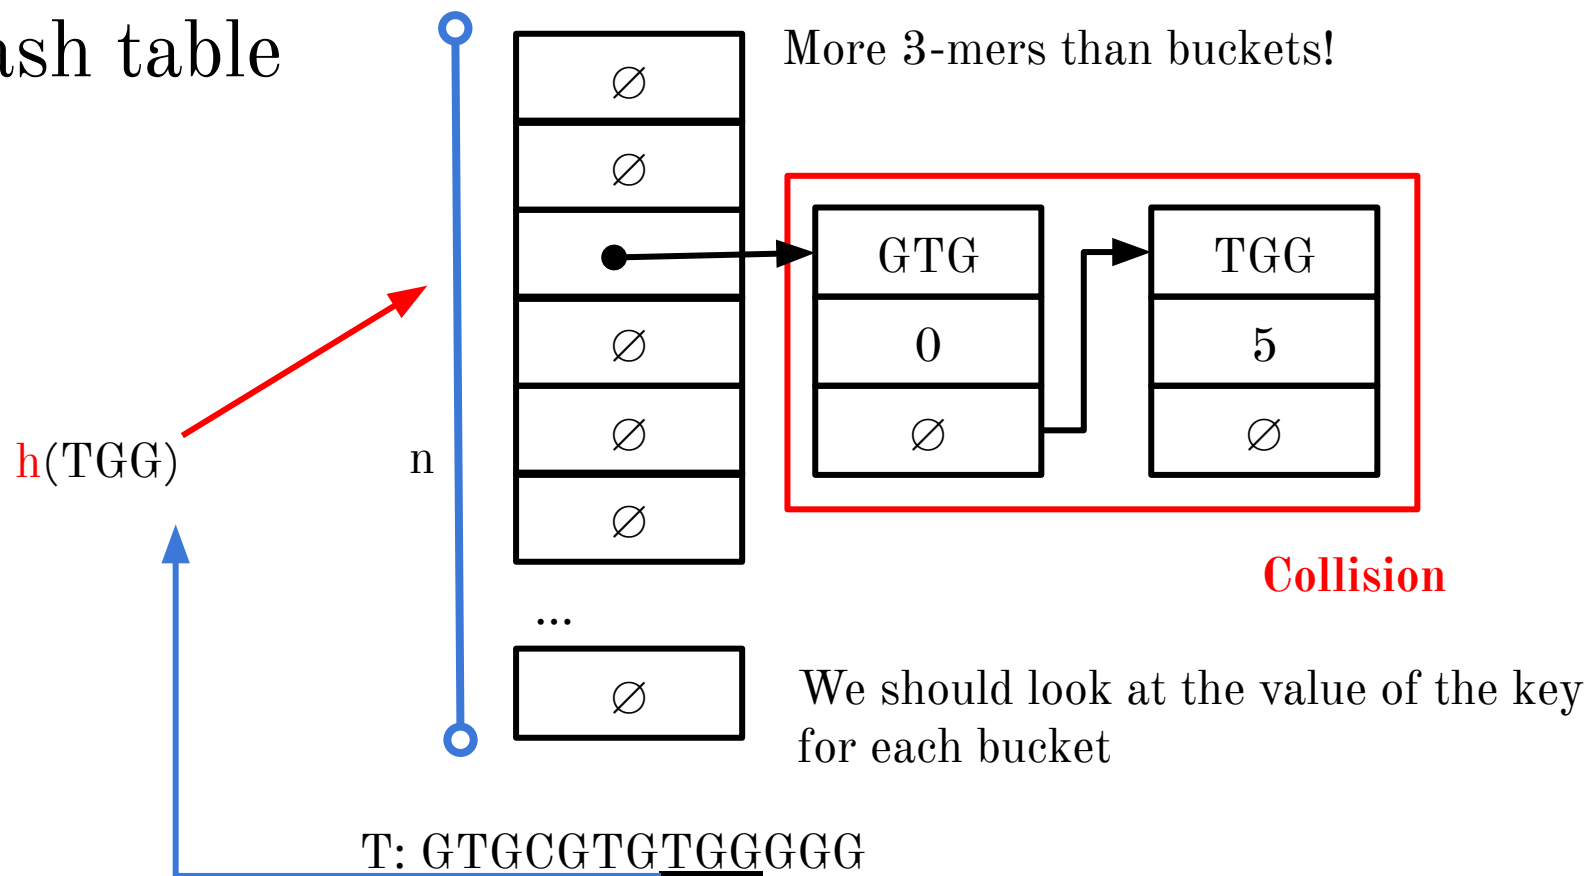 ash table
More 3-mers than buckets!
∅
∅
GTG
TGG
∅
0
5
h(TGG)
n
∅
∅
∅
∅
Collision
...
∅
We should look at the value of the key
for each bucket
T: GTGCGTGTGGGGG